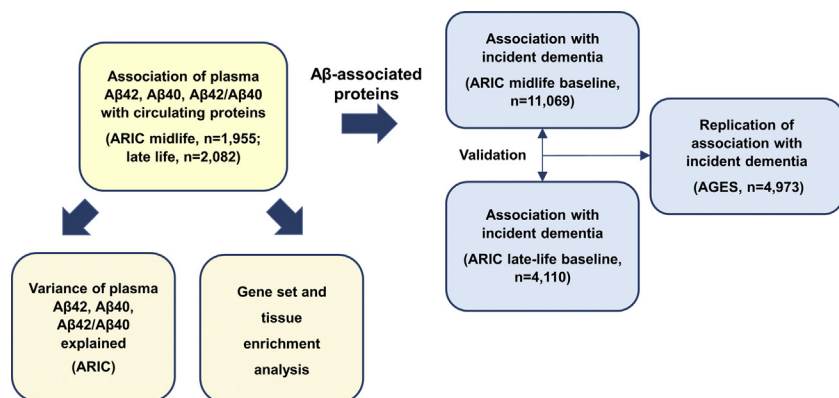 Association of plasma
Aβ42, Aβ40, Aβ42/Aβ40
with circulating proteins
(ARIC midlife, n=1,955;
late life, n=2,082)
Aβ-associated
proteins
Association with
incident dementia
(ARIC midlife baseline,
n=11,069)
Validation
Replication of
association with
incident dementia
(AGES, n=4,973)
Association with
incident dementia
(ARIC late-life baseline,
n=4,110)
Variance of plasma
Aβ42, Aβ40,
Aβ42/Aβ40
explained
(ARIC)
Gene set and
tissue
enrichment
analysis